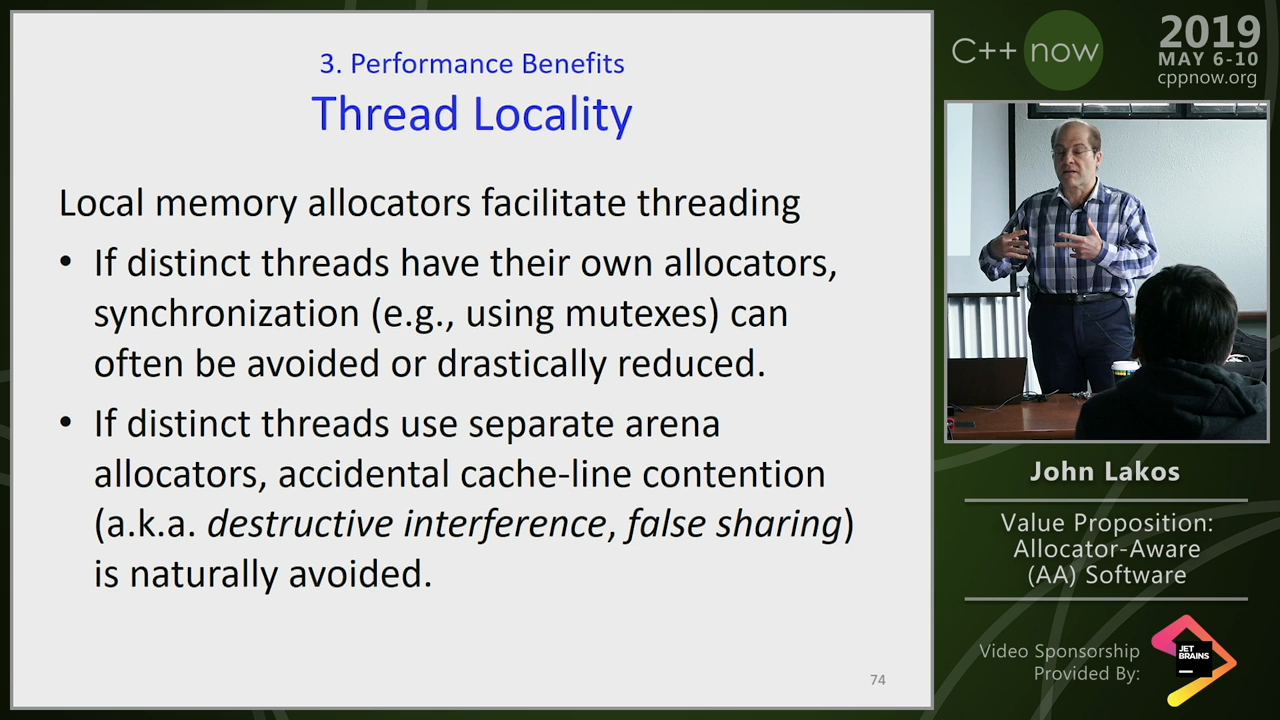 3. Performance Benefits
Thread Locality
Local memory allocators facilitate threading
• If distinct threads have their own allocators,
synchronization (e.g., using mutexes) can
often be avoided or drastically reduced.
• If distinct threads use separate arena
allocators, accidental cache-line contention
(a.k.a. destructive interference, false sharing)
is naturally avoided.
74
C++ now
2019
MAY 6-10
cppnow.org
John Lakos
Value Proposition:
Allocator-Aware
(AA) Software
Video Sponsorship
Provided By:
JET
BRAINS